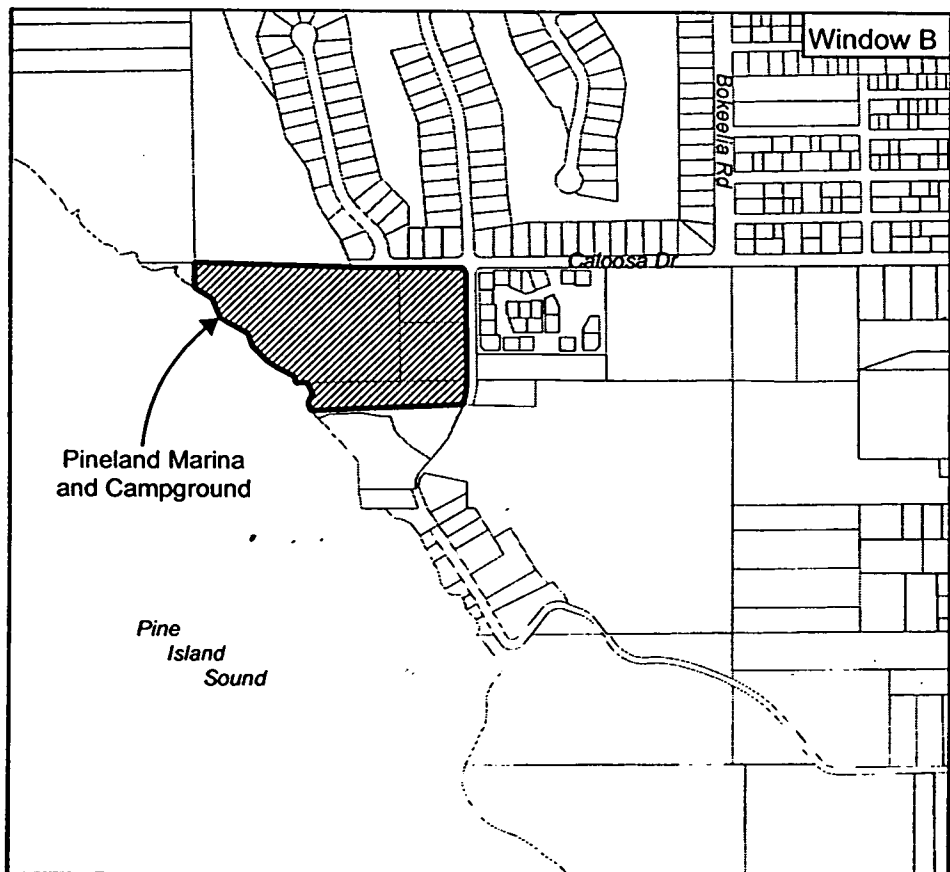 Window B
Bokeelia Rd
Caloosa Dr
Pineland Marina
and Campground
Pine
Island
Sound